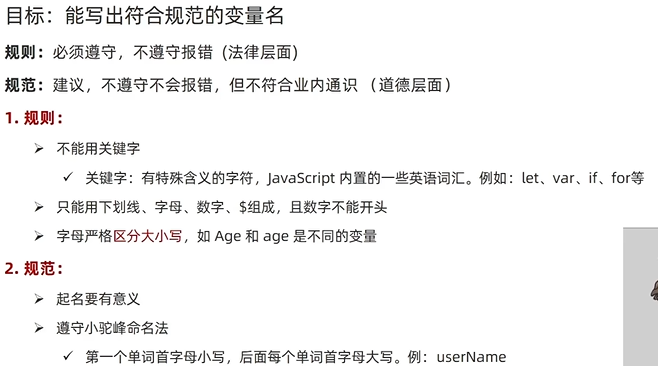 目标：能写出符合规范的变量名
规则：必须遵守，不遵守报错 (法律层面)
规范：建议，不遵守不会报错，但不符合业内通识 （道德层面）
1. 规则：
➢ 不能用关键字
✓ 关键字：有特殊含义的字符，JavaScript 内置的一些英语词汇。例如：let、var、if、for等
➢ 只能用下划线、字母、数字、$组成，且数字不能开头
➢ 字母严格区分大小写，如 Age 和 age 是不同的变量
2. 规范：
➢ 起名要有意义
➢ 遵守小驼峰命名法
✓ 第一个单词首字母小写，后面每个单词首字母大写。例：userName